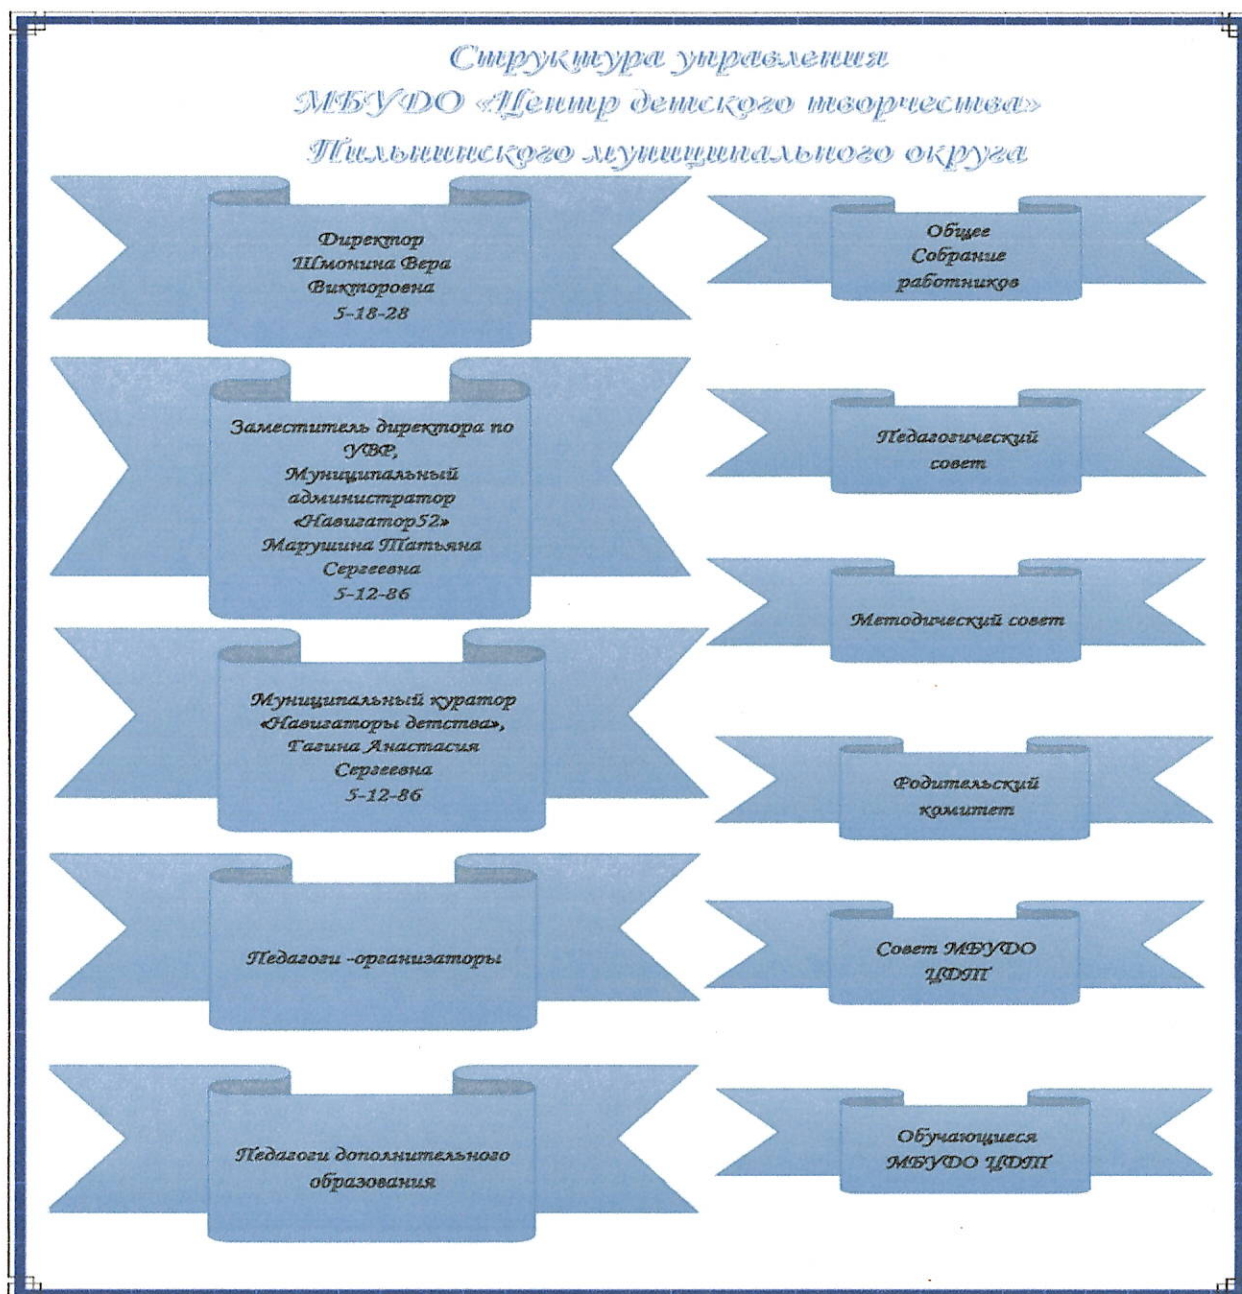 Структура управления
МБУДО «Центр детского творчества»
Пильнинского муниципального округа
Директор
Шмонина Вера
Викторовна
5-18-28
Заместитель директора по
УВР,
Муниципальный
администратор
«Навигатор52»
Марушина Татьяна
Сергеевна
5-12-86
Муниципальный куратор
«Навигаторы детства»,
Гагина Анастасия
Сергеевна
5-12-86
Педагоги -организаторы
Педагоги дополнительного
образования
Общее
Собрание
работников
Педагогический
совет
Методический совет
Родительский
комитет
Совет МБУДО
ЦДТ
Обучающиеся
МБУДО ЦДТ